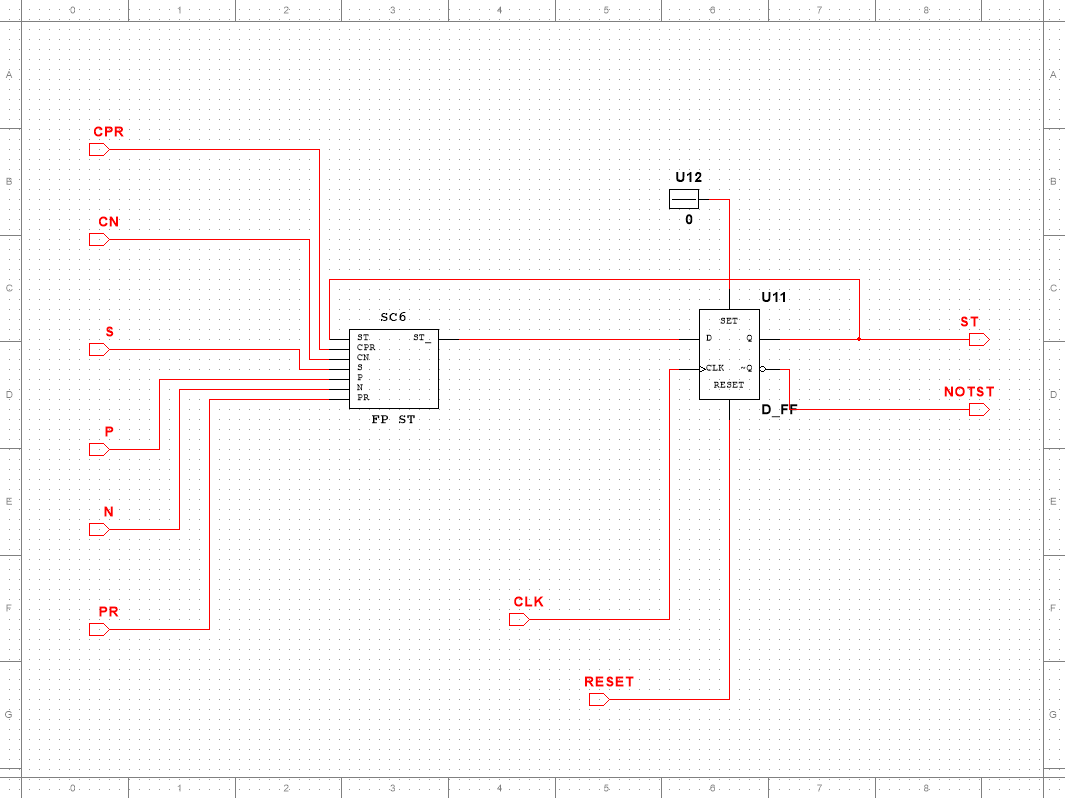 0 1 2 3 4 5 6 7 8
A A
CPR
U12
B B
0
CN
C C
U11
SC6
SET
ST
S
ST ST_ D Q
CPR
CN
S CLK ~Q
P
N RESET
PR
D D
NOTST
FP ST
D_FF
P
E E
N
CLK
F F
PR
RESET
G G
0 1 2 3 4 5 6 7 8